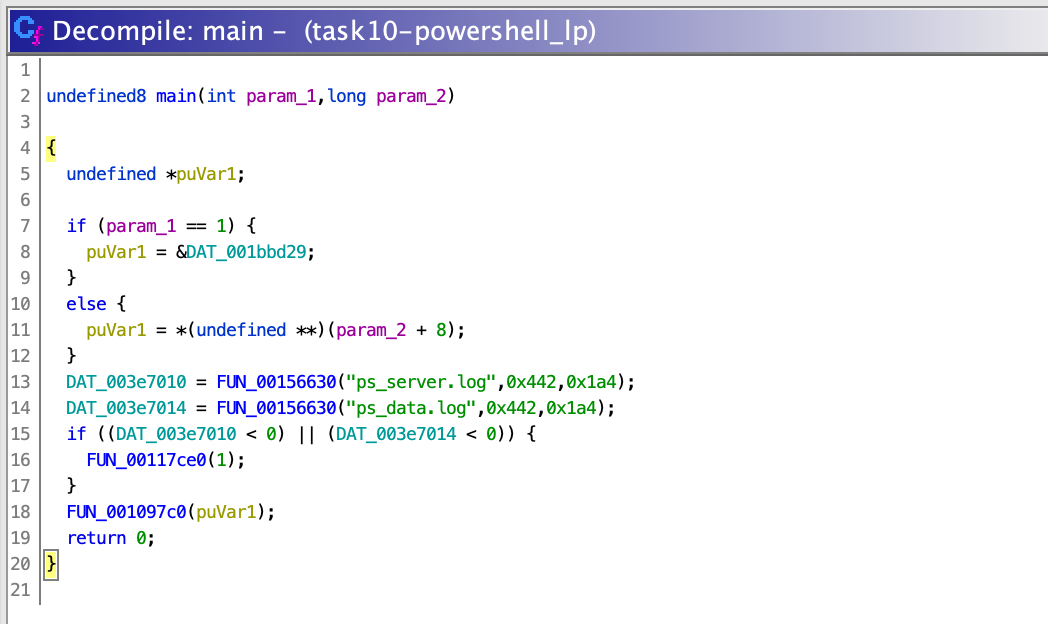 Decompile: main – (task10-powershell_lp)
1
2 undefined8 main(int param_1,long param_2)
3
4 {
5 undefined *puVar1;
6
7 if (param_1 == 1) {
8 puVar1 = &DAT_001bbd29;
9 }
10 else {
11 puVar1 = *(undefined **)(param_2 + 8);
12 }
13 DAT_003e7010 = FUN_00156630("ps_server.log",0x442,0x1a4);
14 DAT_003e7014 = FUN_00156630("ps_data.log",0x442,0x1a4);
15 if ((DAT_003e7010 < 0) || (DAT_003e7014 < 0)) {
16 FUN_00117ce0(1);
17 }
18 FUN_001097c0(puVar1);
19 return 0;
20 }
21